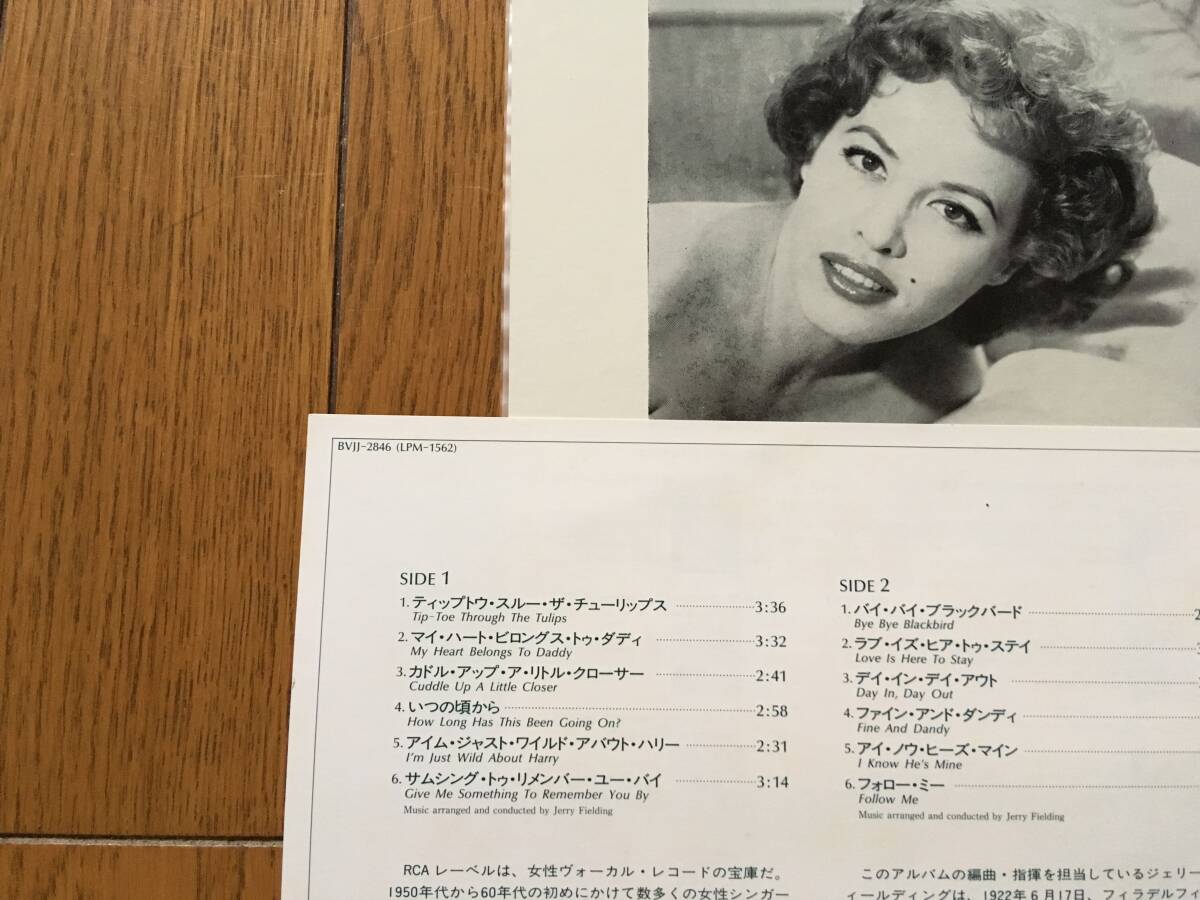 BVJJ-2846 (LPM-1562)
SIDE 1
1. ティップトウ・スルー・ザ・チューリップス 3:36
Tip-Toe Through The Tulips
2. マイ・ハート・ビロングス・トゥ・ダディ 3:32
My Heart Belongs To Daddy
3. カドル・アップ・ア・リトル・クローサー 2:41
Cuddle Up A Little Closer
4. いつの頃から 2:58
How Long Has This Been Going On?
5. アイム・ジャスト・ワイルド・アバウト・ハリー 2:31
I'm Just Wild About Harry
6. サムシング・トゥ・リメンバー・ユー・バイ 3:14
Give Me Something To Remember You By
Music arranged and conducted by Jerry Fielding
RCA レーベルは、女性ヴォーカル・レコードの宝庫だ。
1950年代から60年代の初めにかけて数多くの女性シンガー
SIDE 2
1. バイ・バイ・ブラックバード 2
Bye Bye Blackbird
2. ラブ・イズ・ヒア・トゥ・ステイ
Love Is Here To Stay
3. デイ・イン・デイ・アウト
Day In, Day Out
4. ファイン・アンド・ダンディ
Fine And Dandy
5. アイ・ノウ・ヒーズ・マイン
I Know He's Mine
6. フォロー・ミー
Follow Me
Music arranged and conducted by Jerry Fielding
このアルバムの編曲・指揮を担当しているジェリー
ィールディングは、1922年6月17日、フィラデルフィ